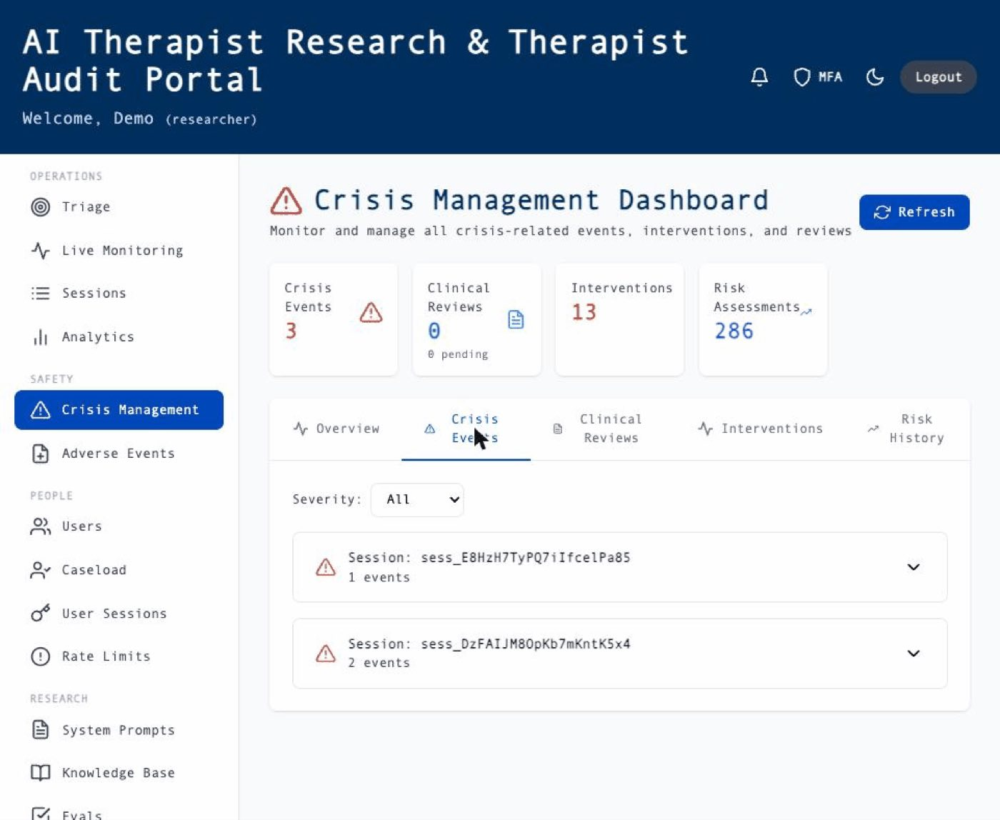 AI Therapist Research & Therapist
Audit Portal
Welcome, Demo (researcher)
MFA
Logout
OPERATIONS
Triage
Live Monitoring
Sessions
Analytics
SAFETY
Crisis Management
Adverse Events
PEOPLE
Users
Caseload
User Sessions
Rate Limits
RESEARCH
System Prompts
Knowledge Base
Evals
Crisis Management Dashboard
Monitor and manage all crisis-related events, interventions, and reviews
Refresh
Crisis
Events
3
Clinical
Reviews
0
0 pending
Interventions
13
Risk
Assessments
286
Overview
Crisis
Events
Clinical
Reviews
Interventions
Risk
History
Severity: All
Session: sess_E8HzH7TyPQ7iIfcelPa85
1 events
Session: sess_DzFAIJM8OpKb7mKntK5x4
2 events